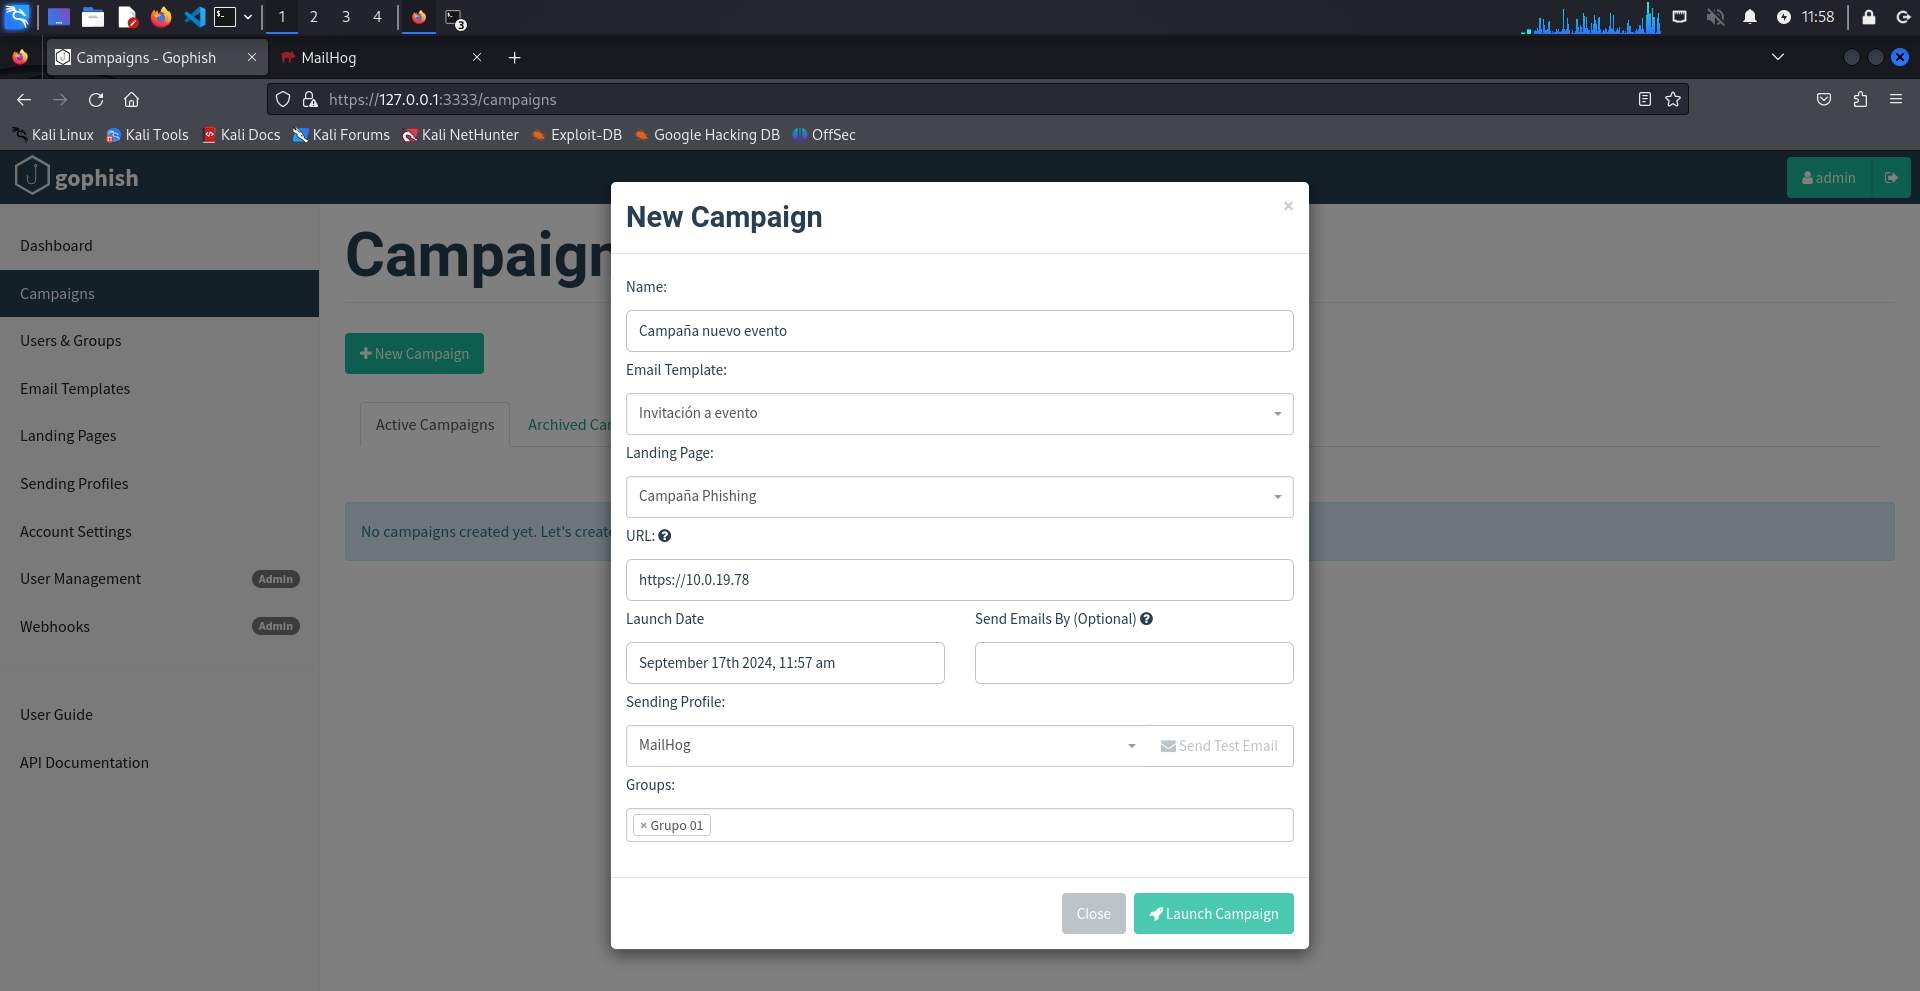 1 2 3 4
3
11:58
Campaigns - Gophish
MailHog
https://127.0.0.1:3333/campaigns
Kali Linux Kali Tools Kali Docs Kali Forums Kali NetHunter Exploit-DB Google Hacking DB OffSec
gophish
admin
Dashboard
Campaigns
Users & Groups
Email Templates
Landing Pages
Sending Profiles
Account Settings
User Management Admin
Webhooks Admin
User Guide
API Documentation
Campaign
New Campaign
Active Campaigns Archived Ca
No campaigns created yet. Let's creat
New Campaign
×
Name:
Campaña nuevo evento
Email Template:
Invitación a evento
Landing Page:
Campaña Phishing
URL: ?
https://10.0.19.78
Launch Date
Send Emails By (Optional) ?
September 17th 2024, 11:57 am
Sending Profile:
MailHog
Send Test Email
Groups:
× Grupo 01
Close
Launch Campaign